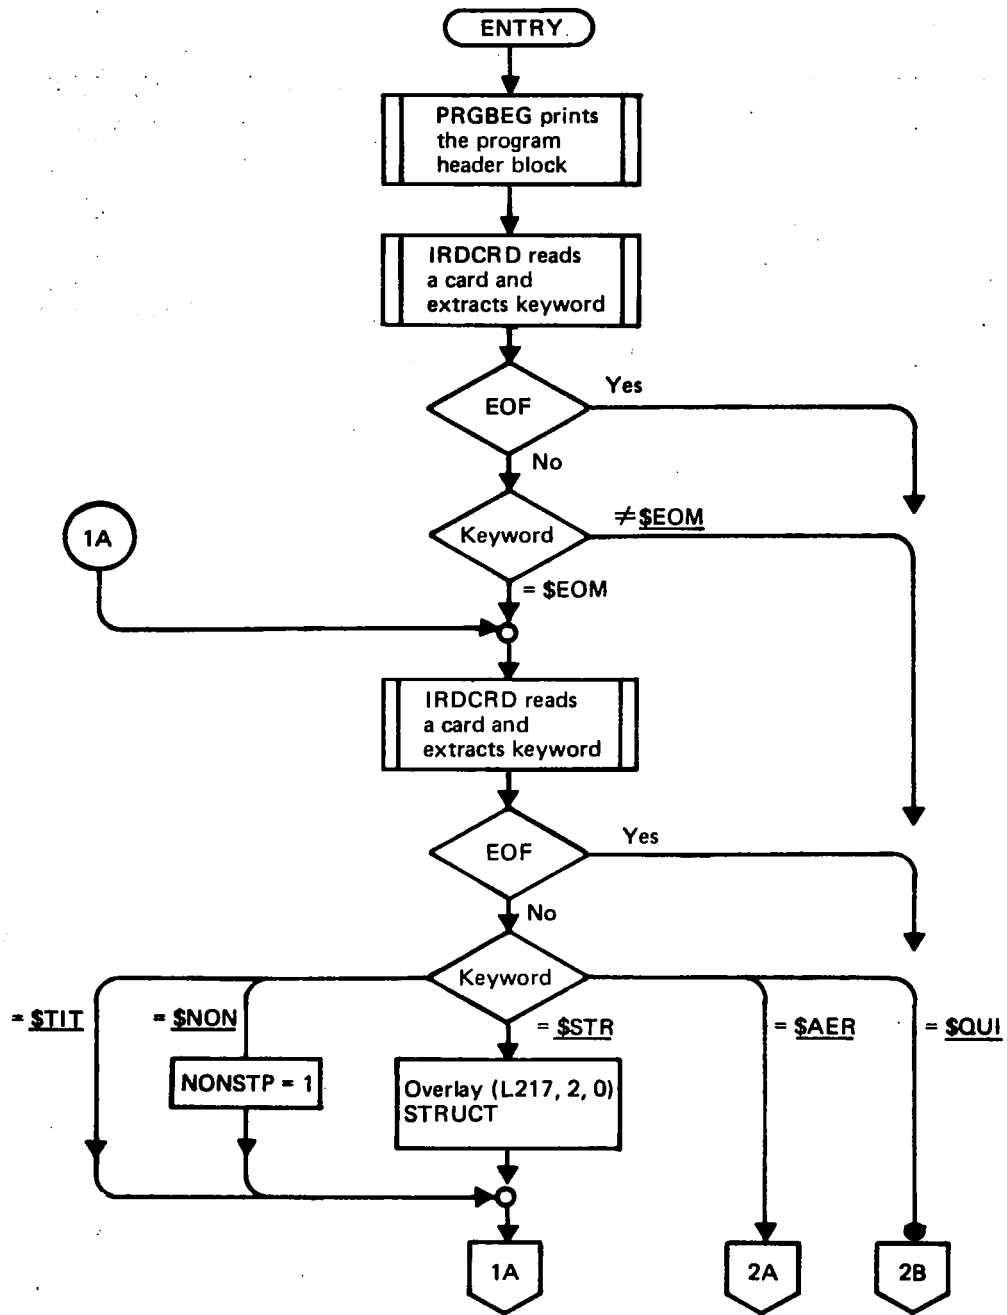 ENTRY
PRGBEG prints
the program
header block
IRDCRD reads
a card and
extracts keyword
EOF
Yes
No
1A
Keyword
≠$EOM
= $EOM
IRDCRD reads
a card and
extracts keyword
EOF
Yes
No
Keyword
= $TIT
= $NON
= $STR
= $AER
= $QUI
NONSTP = 1
Overlay (L217, 2, 0)
STRUCT
1A
2A
2B